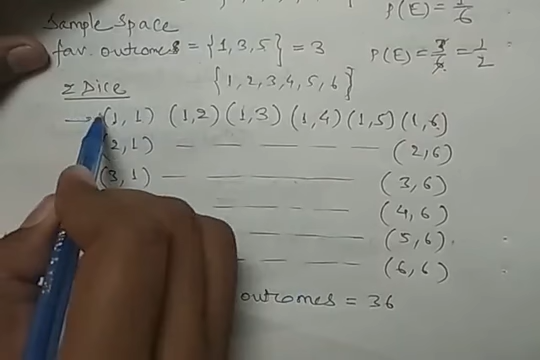 P(E) = 1/6
Sample Space
fav. outcomes = {1,3,5} = 3 P(E) = 3/6 = 1/2
2 Dice {1,2,3,4,5,6}
(1,1) (1,2) (1,3) (1,4) (1,5) (1,6)
(2,1) — — — — (2,6)
(3,1) — — — — (3,6)
— — — (4,6)
— — — (5,6)
— — — (6,6)
outcomes = 36